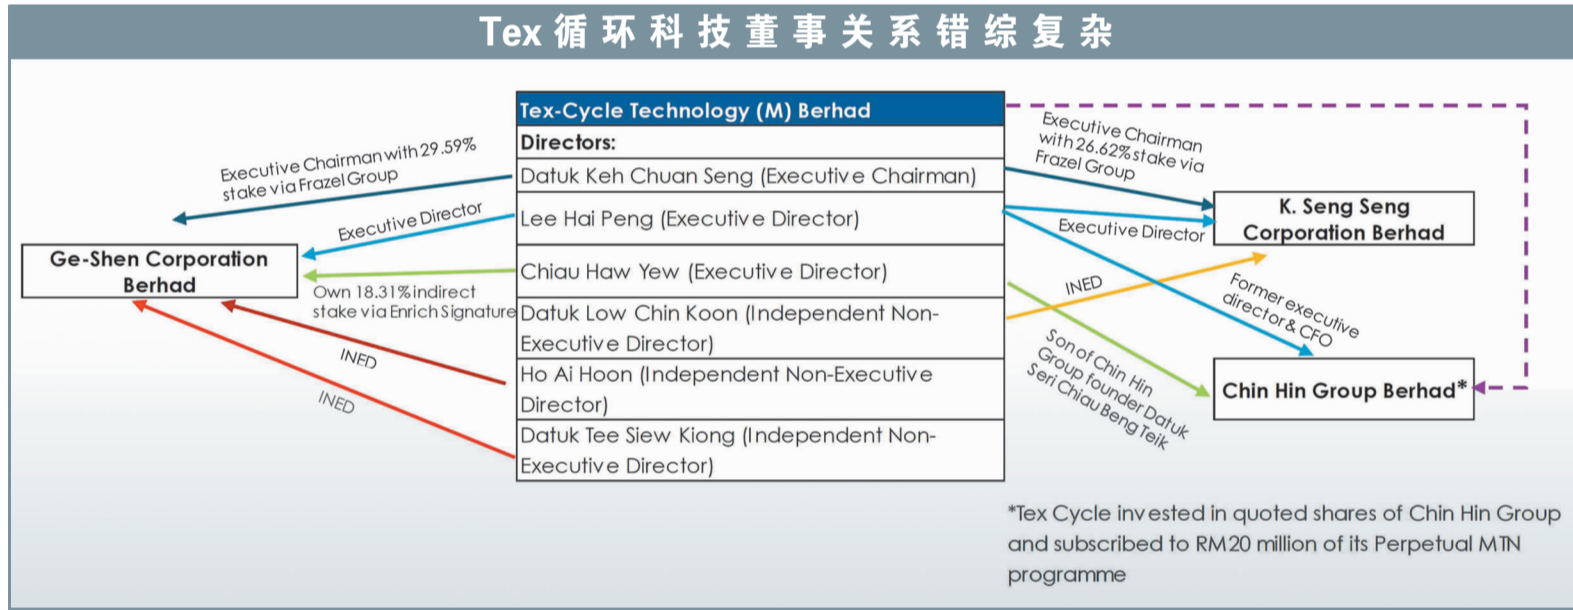 Tex 循环科技董事关系错综复杂
Tex-Cycle Technology (M) Berhad
Directors:
Datuk Keh Chuan Seng (Executive Chairman)
Lee Hai Peng (Executive Director)
Chiau Haw Yew (Executive Director)
Datuk Low Chin Koon (Independent Non-
Executive Director)
Ho Ai Hoon (Independent Non-Executive
Director)
Datuk Tee Siew Kiong (Independent Non-
Executive Director)
Executive Chairman with 29.59%
stake via Frazel Group
Executive Director
Ge-Shen Corporation
Berhad
Own 18.31% indirect
stake via Enrich Signature
INED
INED
Executive Chairman
with 26.62% stake via
Frazel Group
K. Seng Seng
Corporation Berhad
Executive Director
INED
Former executive
director & CFO
Son of Chin Hin
Group founder Datuk
Seri Chiau Beng Teik
Chin Hin Group Berhad*
*Tex Cycle invested in quoted shares of Chin Hin Group
and subscribed to RM20 million of its Perpetual MTN
programme